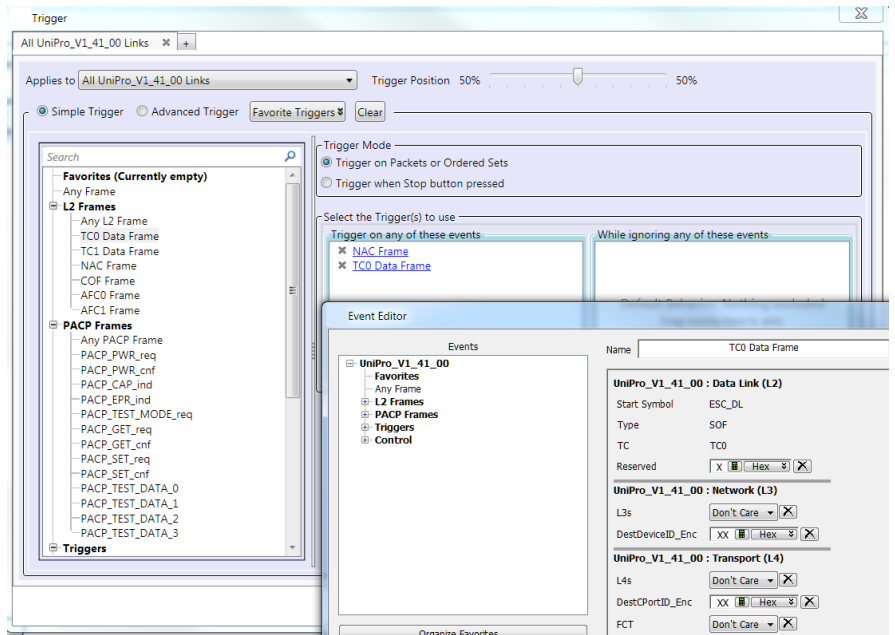 Trigger
All UniPro_V1_41_00 Links
Applies to All UniPro_V1_41_00 Links Trigger Position 50% 50%
Simple Trigger Advanced Trigger Favorite Triggers Clear
Search
Favorites (Currently empty)
Any Frame
L2 Frames
Any L2 Frame
TC0 Data Frame
TC1 Data Frame
NAC Frame
COF Frame
AFC0 Frame
AFC1 Frame
PACP Frames
Any PACP Frame
PACP_PWR_req
PACP_PWR_cnf
PACP_CAP_ind
PACP_EPR_ind
PACP_TEST_MODE_req
PACP_GET_req
PACP_GET_cnf
PACP_SET_req
PACP_SET_cnf
PACP_TEST_DATA_0
PACP_TEST_DATA_1
PACP_TEST_DATA_2
PACP_TEST_DATA_3
Triggers
Trigger Mode
Trigger on Packets or Ordered Sets
Trigger when Stop button pressed
Select the Trigger(s) to use
Trigger on any of these events
NAC Frame
TC0 Data Frame
While ignoring any of these events
Event Editor
Events
UniPro_V1_41_00
Favorites
Any Frame
L2 Frames
PACP Frames
Triggers
Control
Organize Favorites
Name TC0 Data Frame
UniPro_V1_41_00 : Data Link (L2)
Start Symbol ESC_DL
Type SOF
TC TC0
Reserved X Hex
UniPro_V1_41_00 : Network (L3)
L3s Don't Care
DestDeviceID_Enc XX Hex
UniPro_V1_41_00 : Transport (L4)
L4s Don't Care
DestCPortID_Enc XX Hex
FCT Don't Care